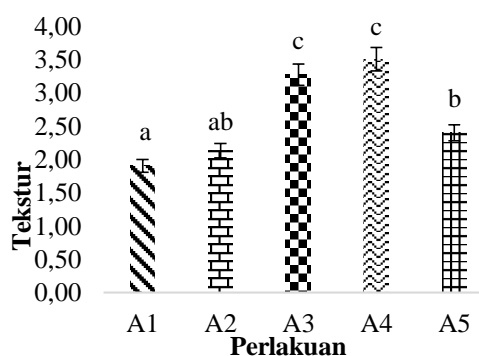 4,00
3,50
3,00
2,50
2,00
1,50
1,00
0,50
0,00
Tekstur
a
ab
c
c
b
A1 A2 A3 A4 A5
Perlakuan